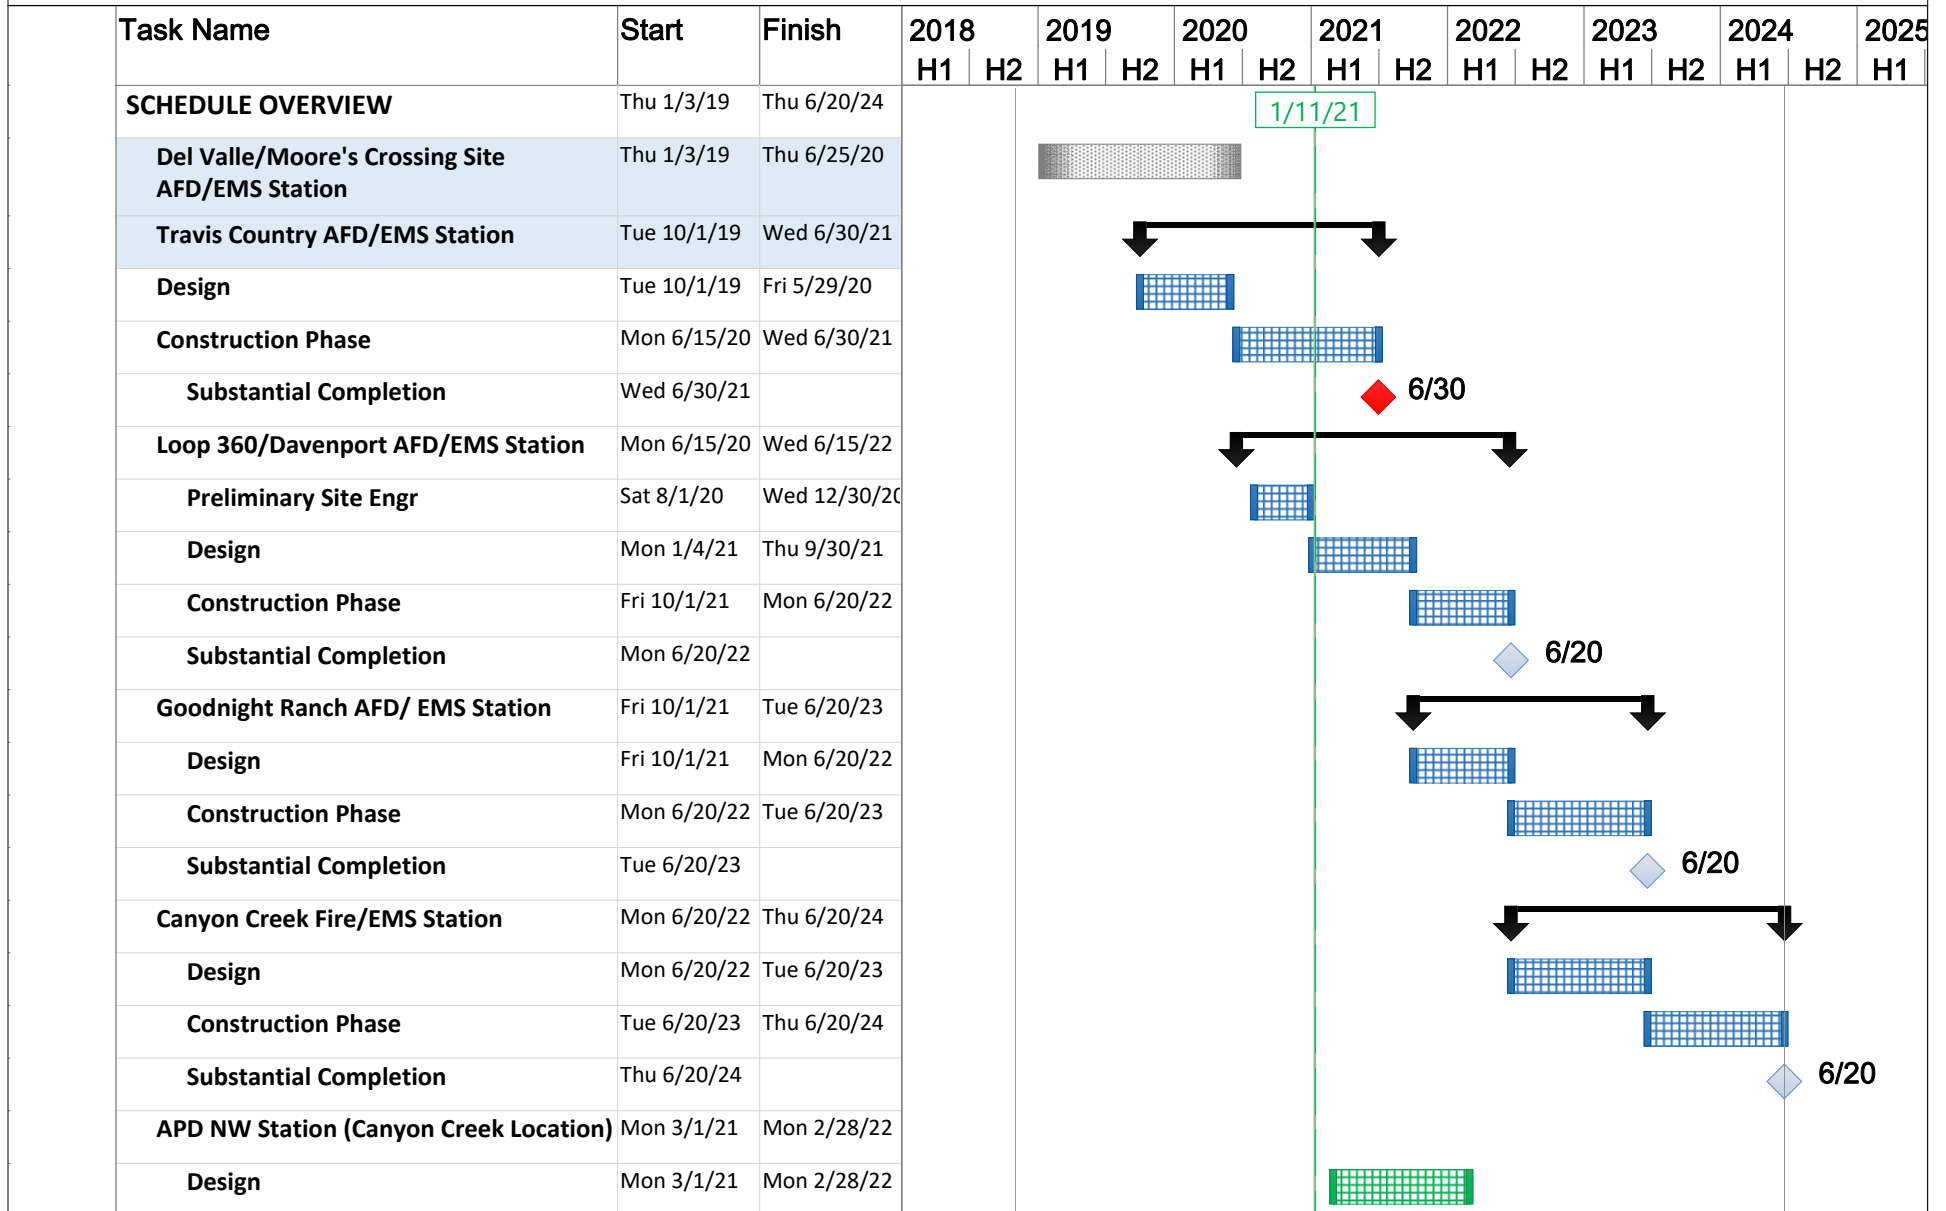 Task Name Start Finish 2018 2019 2020 2021 2022 2023 2024 2025
H1 H2 H1 H2 H1 H2 H1 H2 H1 H2 H1 H2 H1 H2 H1
SCHEDULE OVERVIEW Thu 1/3/19 Thu 6/20/24 1/11/21
Del Valle/Moore's Crossing Site Thu 1/3/19 Thu 6/25/20
AFD/EMS Station
Travis Country AFD/EMS Station Tue 10/1/19 Wed 6/30/21
Design Tue 10/1/19 Fri 5/29/20
Construction Phase Mon 6/15/20 Wed 6/30/21
Substantial Completion Wed 6/30/21 6/30
Loop 360/Davenport AFD/EMS Station Mon 6/15/20 Wed 6/15/22
Preliminary Site Engr Sat 8/1/20 Wed 12/30/20
Design Mon 1/4/21 Thu 9/30/21
Construction Phase Fri 10/1/21 Mon 6/20/22
Substantial Completion Mon 6/20/22 6/20
Goodnight Ranch AFD/ EMS Station Fri 10/1/21 Tue 6/20/23
Design Fri 10/1/21 Mon 6/20/22
Construction Phase Mon 6/20/22 Tue 6/20/23
Substantial Completion Tue 6/20/23 6/20
Canyon Creek Fire/EMS Station Mon 6/20/22 Thu 6/20/24
Design Mon 6/20/22 Tue 6/20/23
Construction Phase Tue 6/20/23 Thu 6/20/24
Substantial Completion Thu 6/20/24 6/20
APD NW Station (Canyon Creek Location) Mon 3/1/21 Mon 2/28/22
Design Mon 3/1/21 Mon 2/28/22